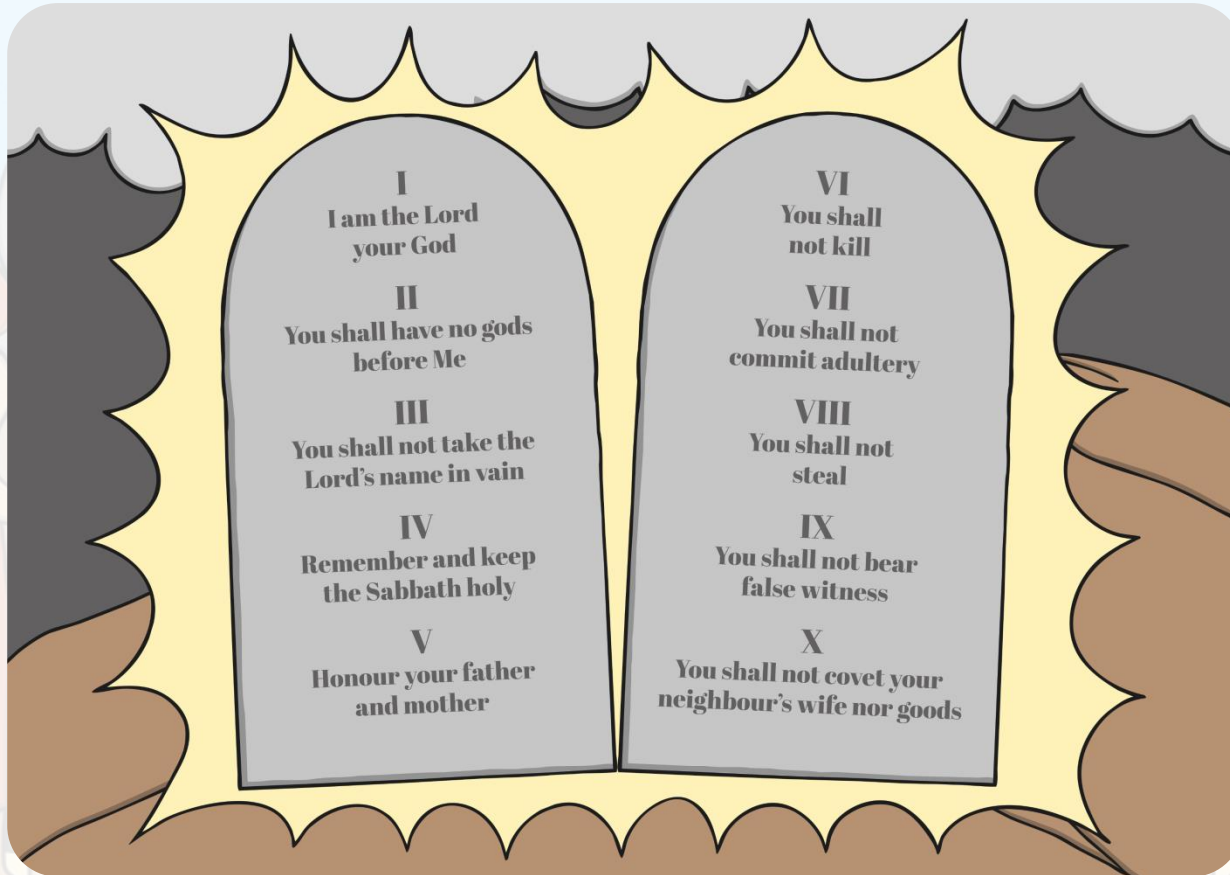 I
I am the Lord
your God
II
You shall have no gods
before Me
III
You shall not take the
Lord's name in vain
IV
Remember and keep
the Sabbath holy
V
Honour your father
and mother
VI
You shall
not kill
VII
You shall not
commit adultery
VIII
You shall not
steal
IX
You shall not bear
false witness
X
You shall not covet your
neighbour's wife nor goods